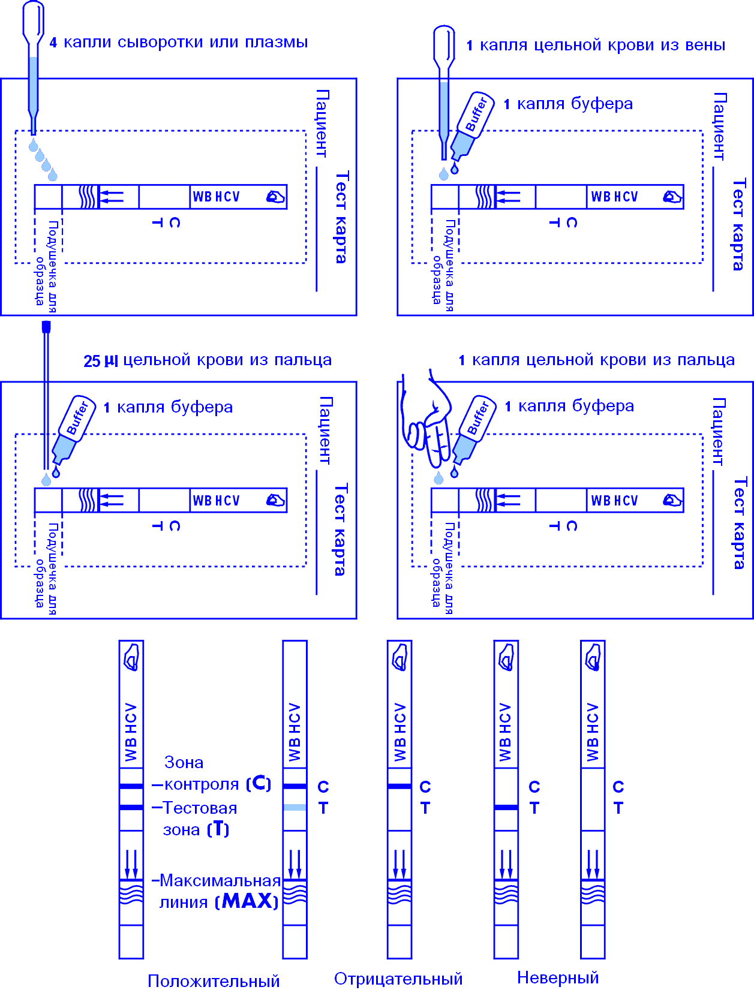 4 капли сыворотки или плазмы
Пациент
Тест карта
WB HCV
C
T
Подушечка для
образца
1 капля цельной крови из вены
Buffer
1 капля буфера
Пациент
Тест карта
WB HCV
C
T
Подушечка для
образца
25 µl цельной крови из пальца
Buffer
1 капля буфера
Пациент
Тест карта
WB HCV
C
T
Подушечка для
образца
1 капля цельной крови из пальца
Buffer
1 капля буфера
Пациент
Тест карта
WB HCV
C
T
Подушечка для
образца
WB HCV
WB HCV
WB HCV
WB HCV
WB HCV
Зона
контроля (C)
Тестовая
зона (T)
Максимальная
линия (MAX)
C
T
C
T
C
T
C
T
Положительный
Отрицательный
Неверный